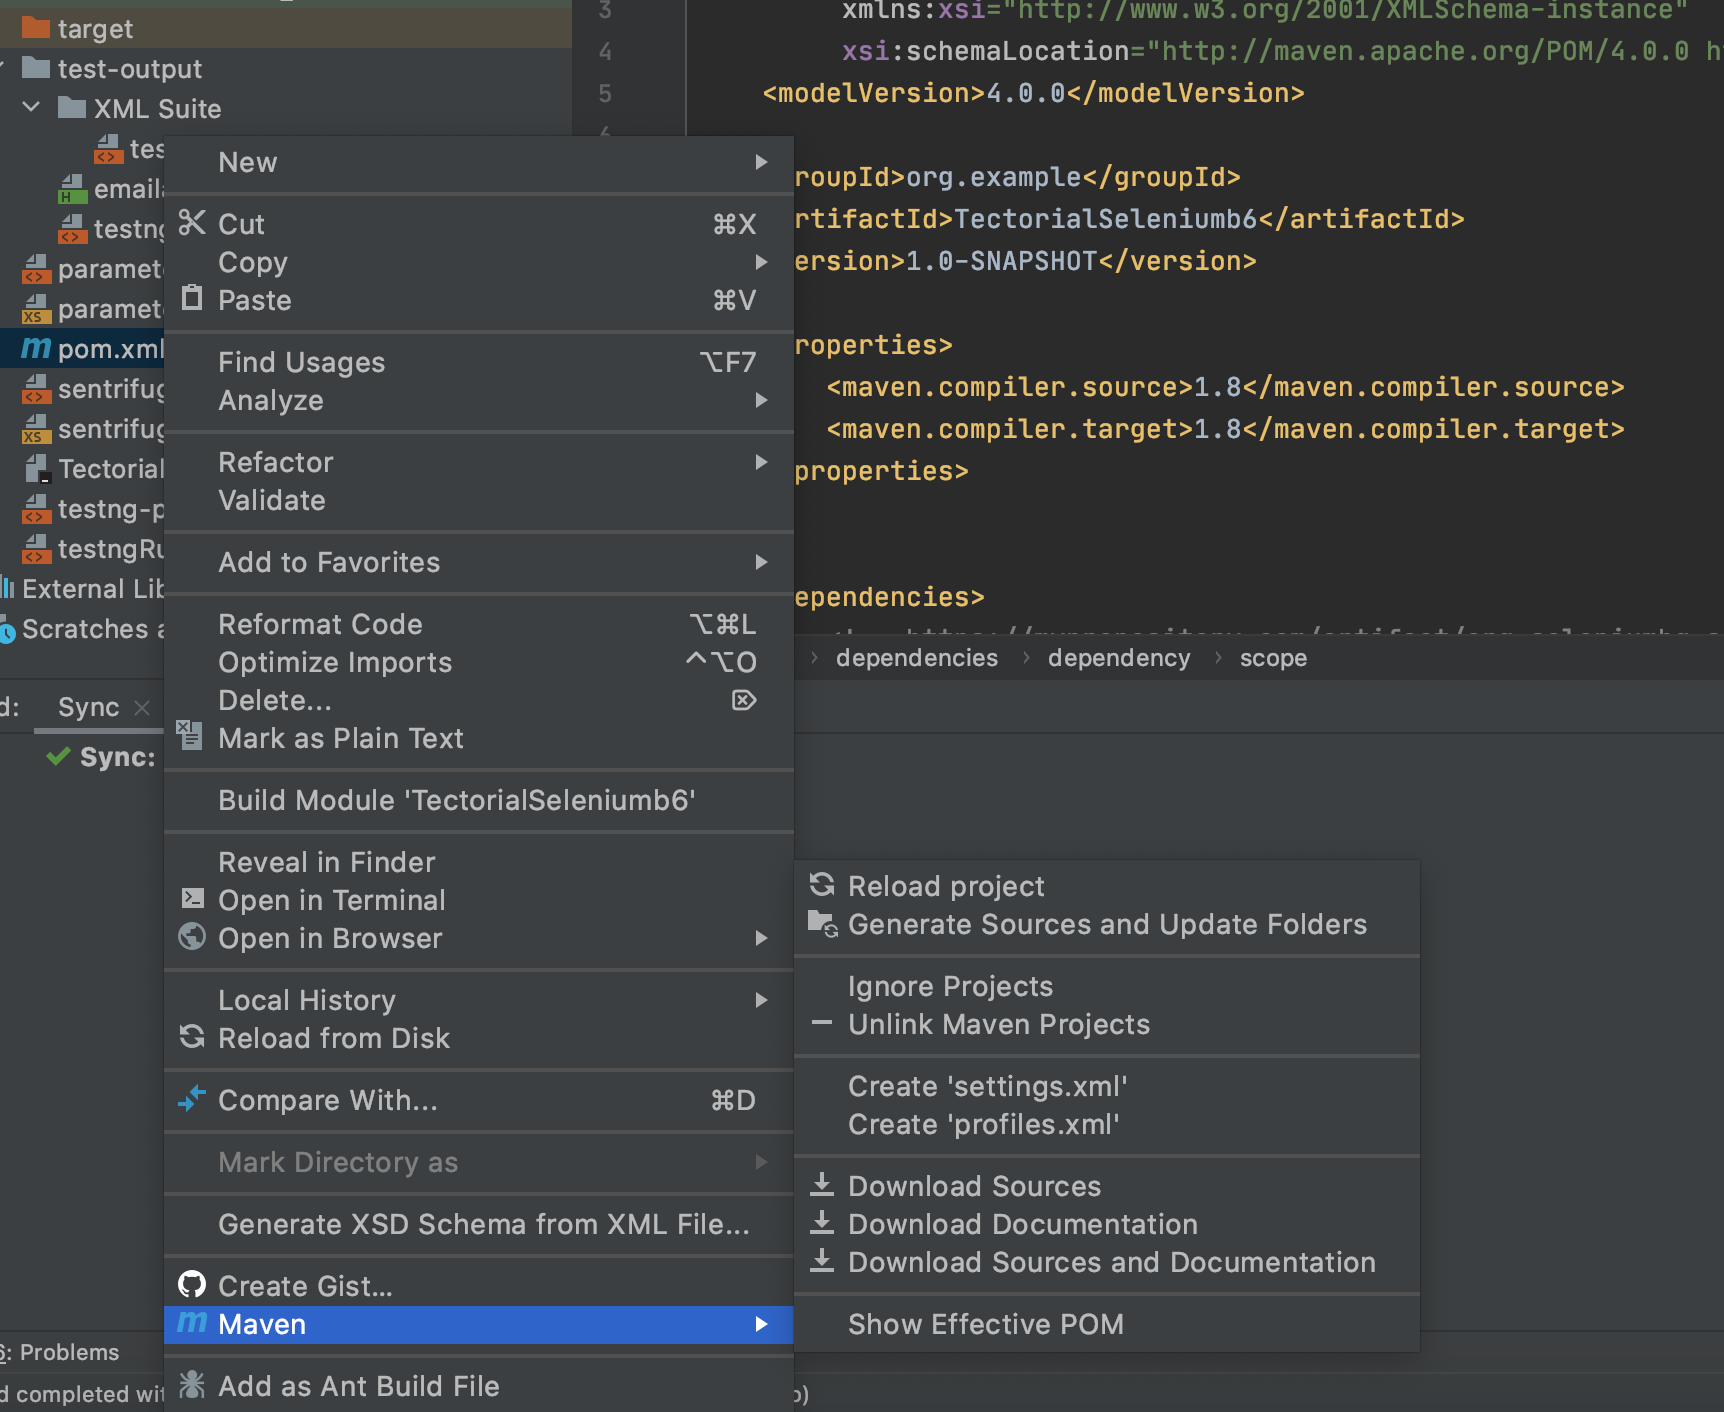 target
test-output
XML Suite
tes
emaila
testng
paramete
paramete
pom.xml
sentrifug
sentrifug
Tectorial
testng-p
testngRu
External Lib
Scratches a
3 xmlns:xsi="http://www.w3.org/2001/XMLSchema-instance"
4 xsi:schemaLocation="http://maven.apache.org/POM/4.0.0 h
5 <modelVersion>4.0.0</modelVersion>
6
roupId>org.example</groupId>
rtifactId>TectorialSeleniumb6</artifactId>
ersion>1.0-SNAPSHOT</version>
roperties>
<maven.compiler.source>1.8</maven.compiler.source>
<maven.compiler.target>1.8</maven.compiler.target>
properties>
ependencies>
dependencies › dependency › scope
d: Sync ×
Sync:
New
Cut ⌘X
Copy
Paste ⌘V
Find Usages ⌥F7
Analyze
Refactor
Validate
Add to Favorites
Reformat Code ⌥⌘L
Optimize Imports ^⌥O
Delete... ⌦
Mark as Plain Text
Build Module 'TectorialSeleniumb6'
Reveal in Finder
Open in Terminal
Open in Browser
Local History
Reload from Disk
Compare With... ⌘D
Mark Directory as
Generate XSD Schema from XML File...
Create Gist...
Maven
Add as Ant Build File
Reload project
Generate Sources and Update Folders
Ignore Projects
Unlink Maven Projects
Create 'settings.xml'
Create 'profiles.xml'
Download Sources
Download Documentation
Download Sources and Documentation
Show Effective POM
6: Problems
d completed wit